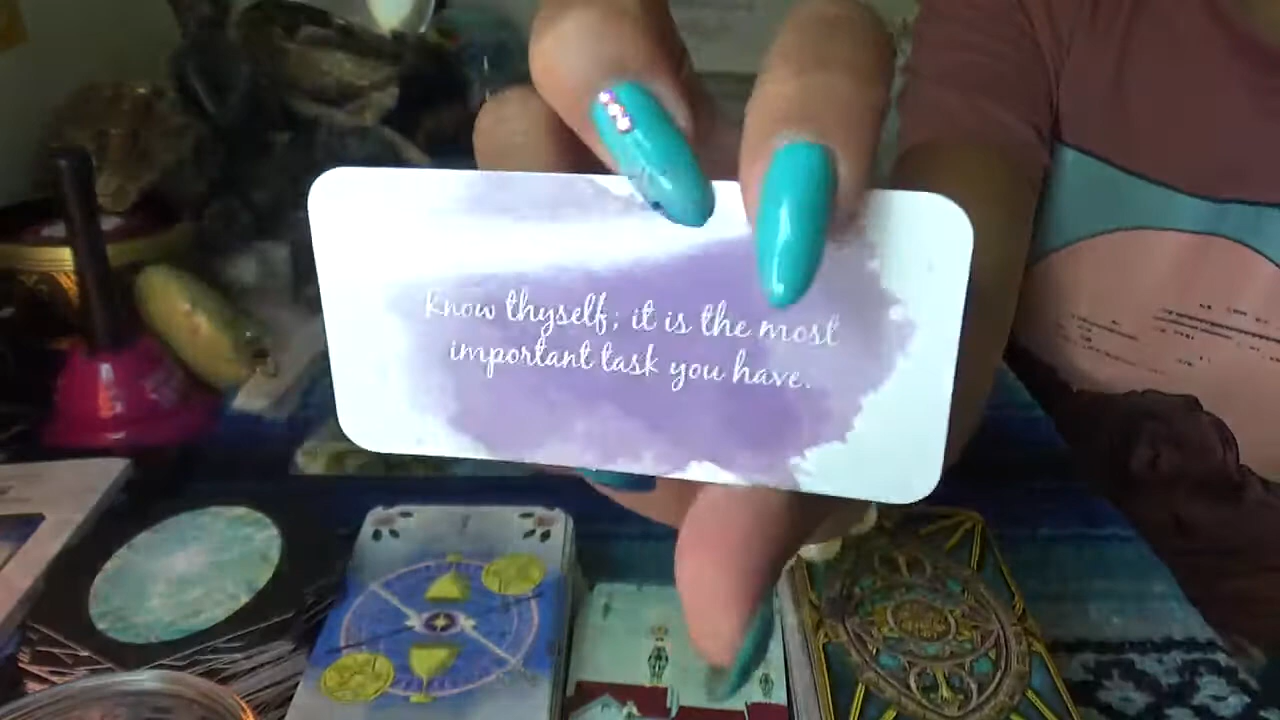 know thyself; it is the most
important task you have.